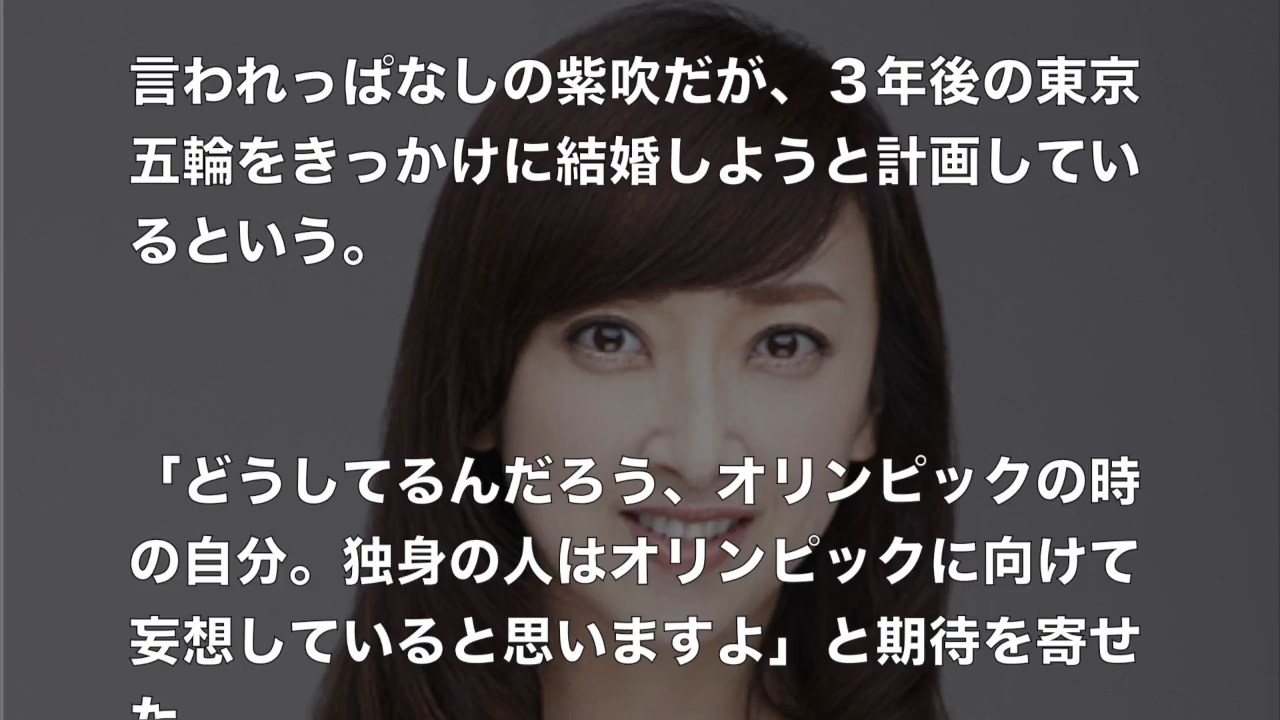 言われっぱなしの紫吹だが、３年後の東京
五輪をきっかけに結婚しようと計画してい
るという。
「どうしてるんだろう、オリンピックの時
の自分。独身の人はオリンピックに向けて
妄想していると思いますよ」と期待を寄せ
た